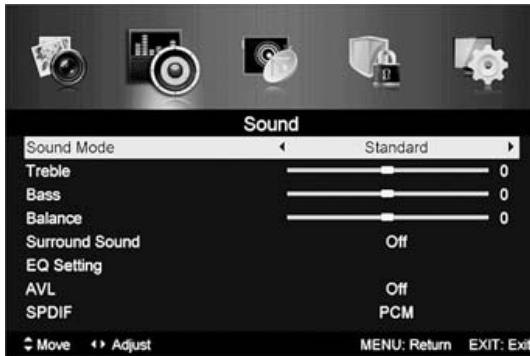 Sound
Sound Mode Standard
Treble 0
Bass 0
Balance 0
Surround Sound Off
EQ Setting
AVL Off
SPDIF PCM
Move Adjust MENU: Return EXIT: Exit